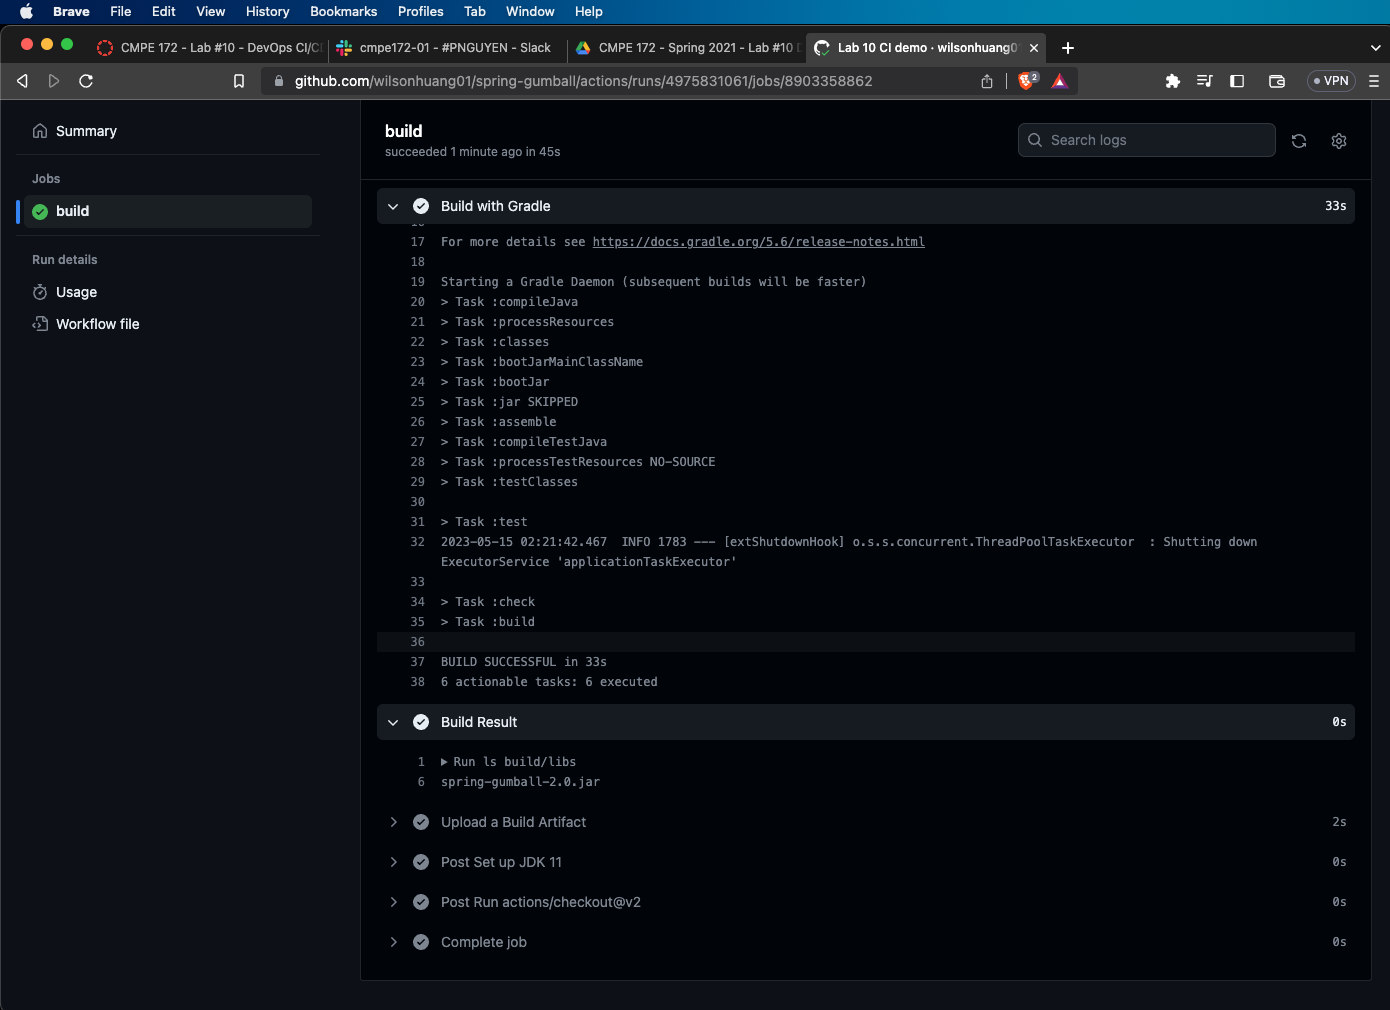 Brave File Edit View History Bookmarks Profiles Tab Window Help
CMPE 172 - Lab #10 - DevOps CI/C
cmpe172-01 - #PNGUYEN - Slack
CMPE 172 - Spring 2021 - Lab #10
Lab 10 CI demo · wilsonhuang0
github.com/wilsonhuang01/spring-gumball/actions/runs/4975831061/jobs/8903358862
2
VPN
Summary
Jobs
build
Run details
Usage
Workflow file
build
succeeded 1 minute ago in 45s
Search logs
Build with Gradle 33s
17 For more details see https://docs.gradle.org/5.6/release-notes.html
18
19 Starting a Gradle Daemon (subsequent builds will be faster)
20 > Task :compileJava
21 > Task :processResources
22 > Task :classes
23 > Task :bootJarMainClassName
24 > Task :bootJar
25 > Task :jar SKIPPED
26 > Task :assemble
27 > Task :compileTestJava
28 > Task :processTestResources NO-SOURCE
29 > Task :testClasses
30
31 > Task :test
32 2023-05-15 02:21:42.467  INFO 1783 --- [extShutdownHook] o.s.s.concurrent.ThreadPoolTaskExecutor  : Shutting down
ExecutorService 'applicationTaskExecutor'
33
34 > Task :check
35 > Task :build
36
37 BUILD SUCCESSFUL in 33s
38 6 actionable tasks: 6 executed
Build Result 0s
1 Run ls build/libs
6 spring-gumball-2.0.jar
Upload a Build Artifact 2s
Post Set up JDK 11 0s
Post Run actions/checkout@v2 0s
Complete job 0s